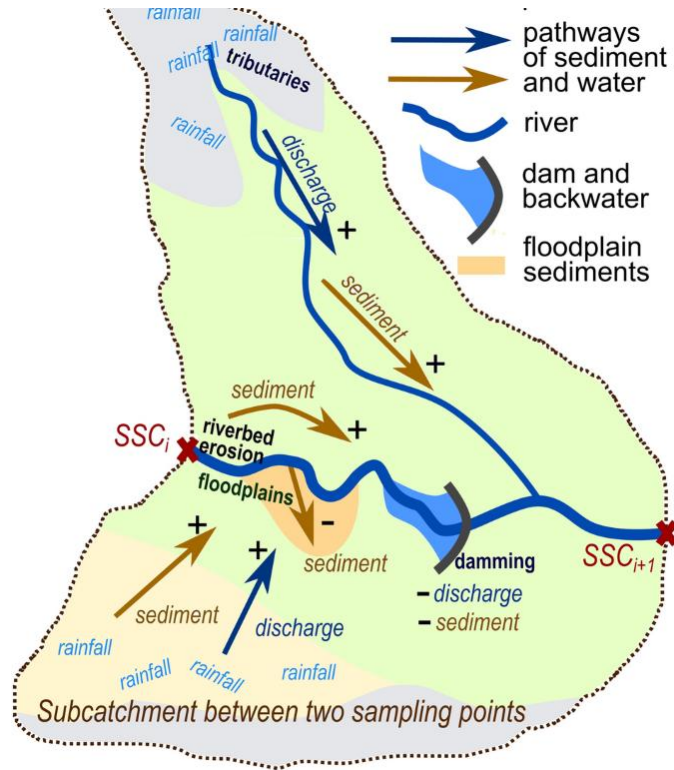 rainfall
rainfall
tributaries
rainfall
rainfall
discharge
+
sediment
+
pathways
of sediment
and water
river
dam and
backwater
floodplain
sediments
sediment
+
SSCi
riverbed
erosion
floodplains
-
sediment
+
sediment
+
discharge
damming
- discharge
- sediment
SSCi+1
rainfall
rainfall
rainfall
rainfall
Subcatchment between two sampling points